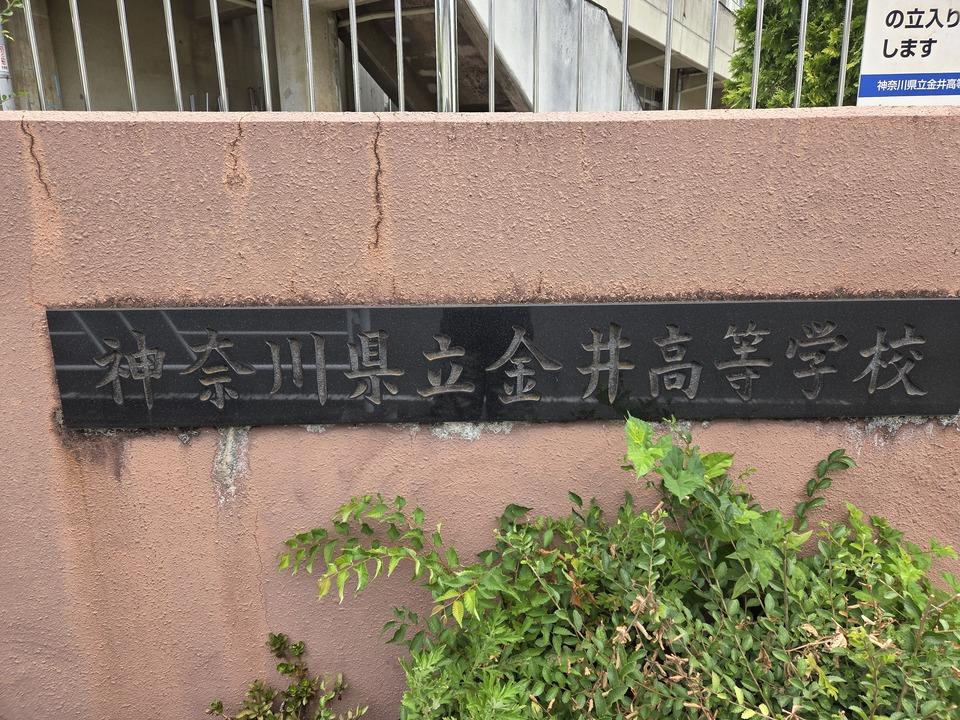 の立入り
します
神奈川県立金井高等
神奈川県立金井高等学校